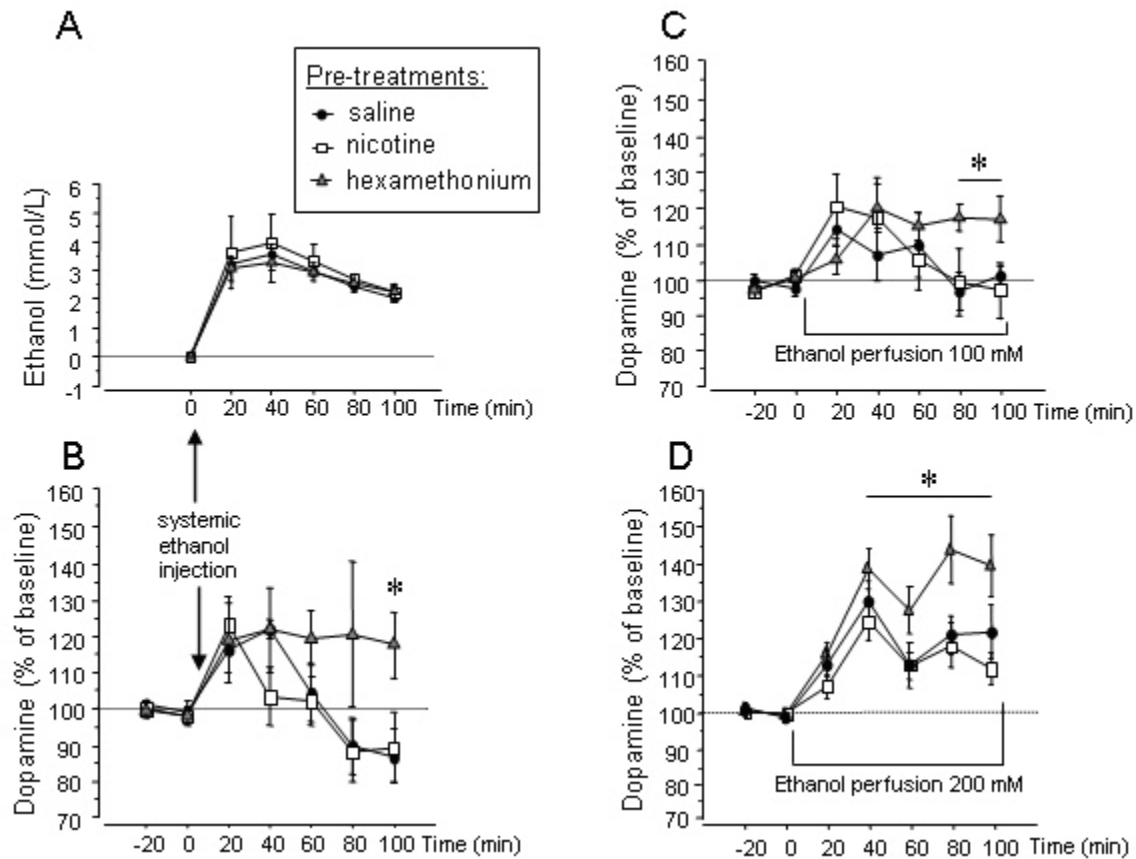 A
Pre-treatments:
saline
nicotine
hexamethonium
Ethanol (mmol/L)
6
5
4
3
2
1
0
-1
0 20 40 60 80 100 Time (min)
systemic
ethanol
injection
B
Dopamine (% of baseline)
160
150
140
130
120
110
100
90
80
70
*
-20 0 20 40 60 80 100 Time (min)
C
Dopamine (% of baseline)
160
150
140
130
120
110
100
90
80
70
*
Ethanol perfusion 100 mM
-20 0 20 40 60 80 100 Time (min)
D
Dopamine (% of baseline)
160
150
140
130
120
110
100
90
80
70
*
Ethanol perfusion 200 mM
-20 0 20 40 60 80 100 Time (min)